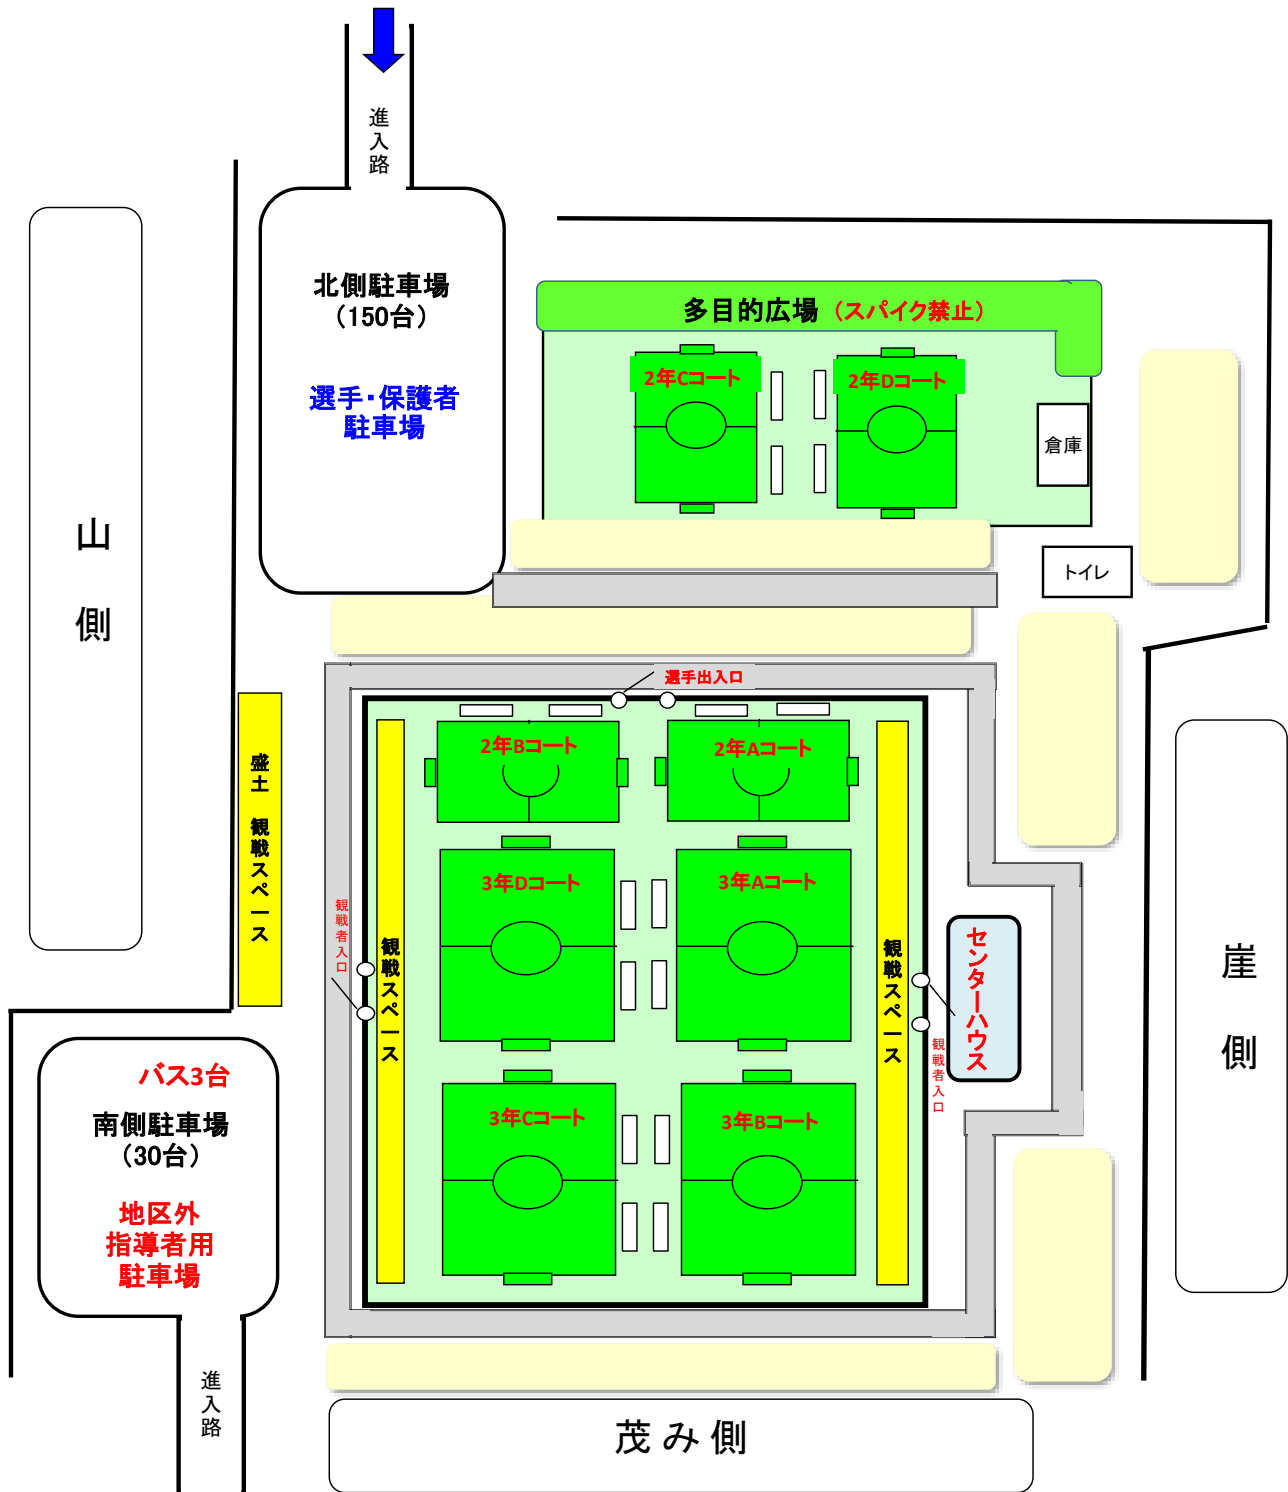 進入路
北側駐車場
（150台）
選手・保護者
駐車場
多目的広場（スパイク禁止）
2年Cコート
2年Dコート
倉庫
トイレ
山側
選手出入口
2年Bコート
2年Aコート
盛土　観戦スペース
3年Dコート
3年Aコート
観戦者入口
観戦スペース
観戦スペース
センターハウス
観戦者入口
崖側
バス3台
南側駐車場
（30台）
地区外
指導者用
駐車場
3年Cコート
3年Bコート
進入路
茂み側